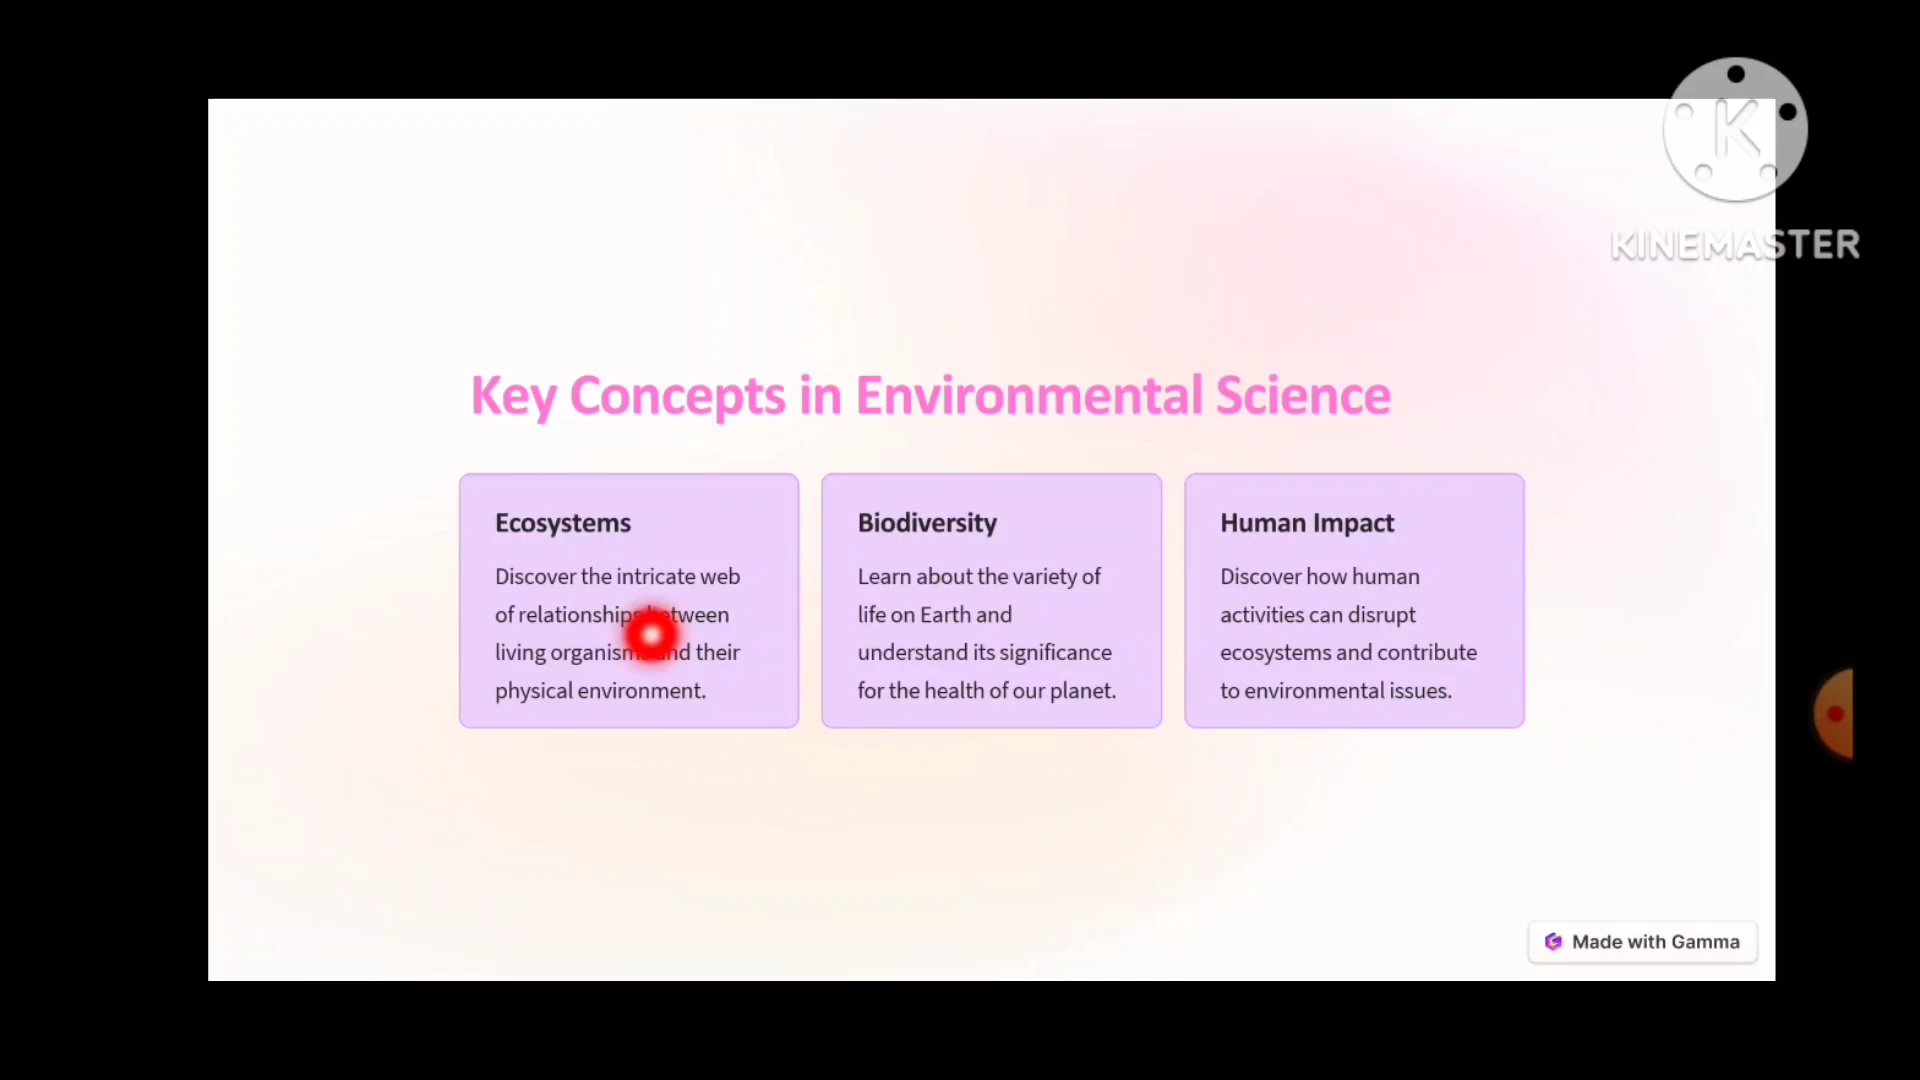 K
KINEMASTER
Key Concepts in Environmental Science
Ecosystems
Discover the intricate web
of relationships between
living organisms and their
physical environment.
Biodiversity
Learn about the variety of
life on Earth and
understand its significance
for the health of our planet.
Human Impact
Discover how human
activities can disrupt
ecosystems and contribute
to environmental issues.
Made with Gamma